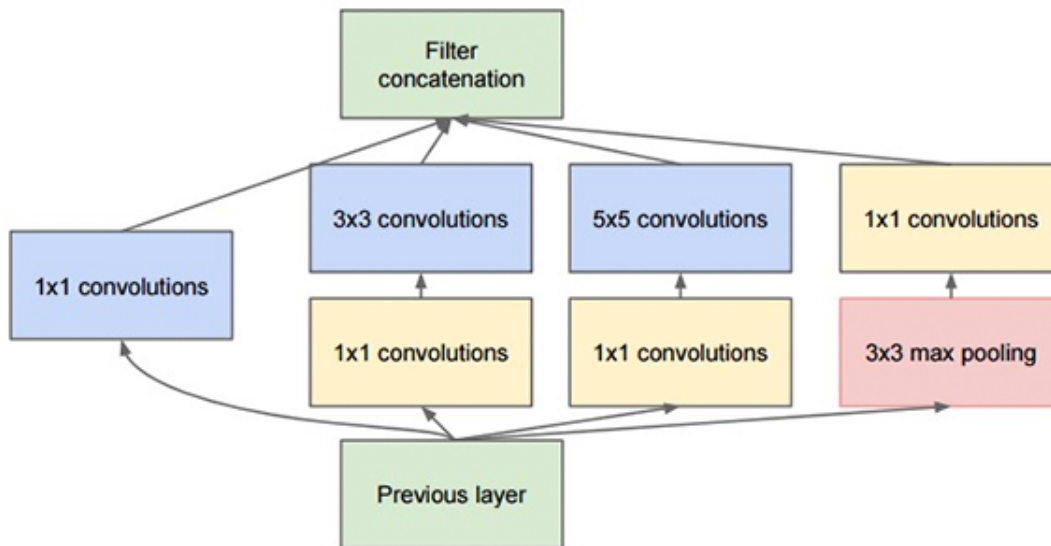 Filter
concatenation
3x3 convolutions
5x5 convolutions
1x1 convolutions
1x1 convolutions
1x1 convolutions
1x1 convolutions
3x3 max pooling
Previous layer